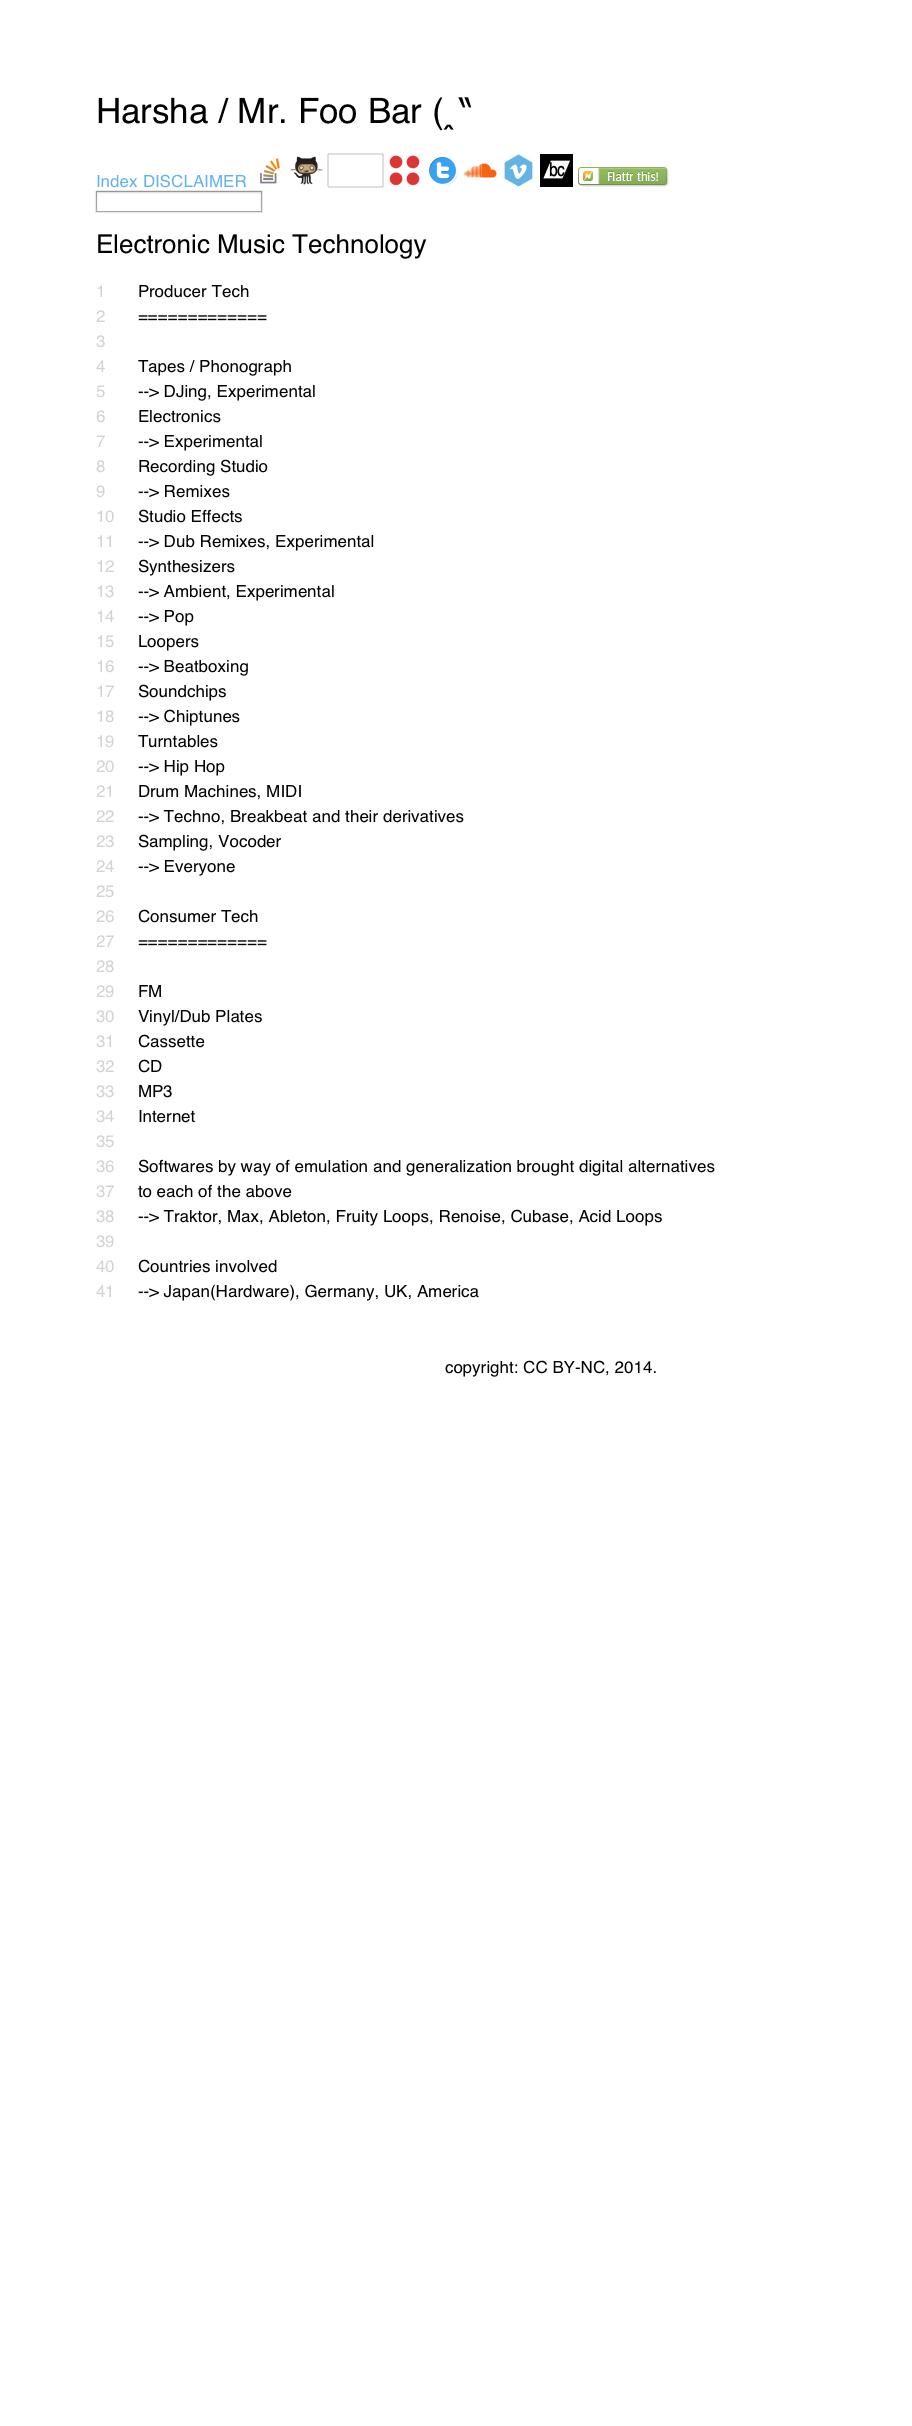 Harsha / Mr. Foo Bar (‸ ‶
Index DISCLAIMER bc Flattr this!
Electronic Music Technology
1 Producer Tech
2 =============
3
4 Tapes / Phonograph
5 --> DJing, Experimental
6 Electronics
7 --> Experimental
8 Recording Studio
9 --> Remixes
10 Studio Effects
11 --> Dub Remixes, Experimental
12 Synthesizers
13 --> Ambient, Experimental
14 --> Pop
15 Loopers
16 --> Beatboxing
17 Soundchips
18 --> Chiptunes
19 Turntables
20 --> Hip Hop
21 Drum Machines, MIDI
22 --> Techno, Breakbeat and their derivatives
23 Sampling, Vocoder
24 --> Everyone
25
26 Consumer Tech
27 =============
28
29 FM
30 Vinyl/Dub Plates
31 Cassette
32 CD
33 MP3
34 Internet
35
36 Softwares by way of emulation and generalization brought digital alternatives
37 to each of the above
38 --> Traktor, Max, Ableton, Fruity Loops, Renoise, Cubase, Acid Loops
39
40 Countries involved
41 --> Japan(Hardware), Germany, UK, America
copyright: CC BY-NC, 2014.